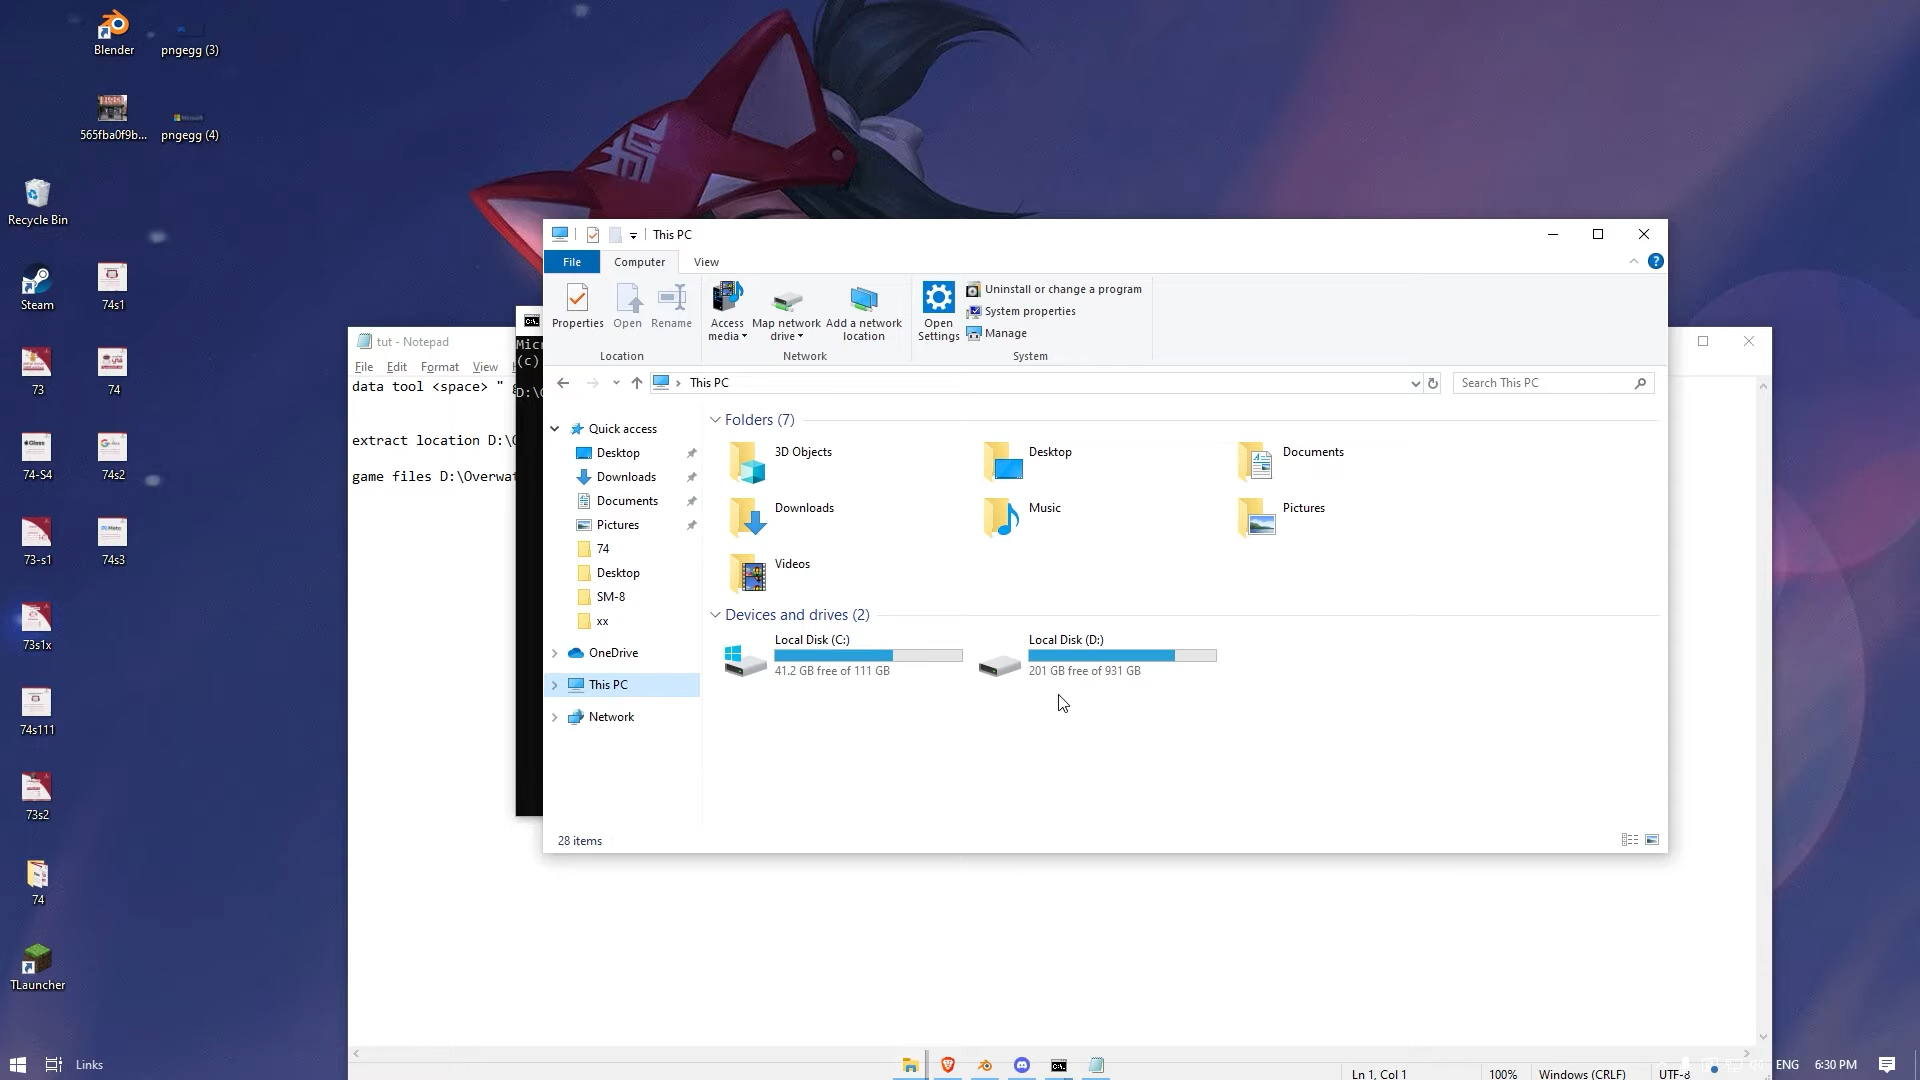 Blender
pngegg (3)
565fba0f9b...
pngegg (4)
Recycle Bin
Steam
74s1
73
74
74-S4
74s2
73-s1
74s3
73s1x
74s111
73s2
74
TLauncher
tut - Notepad
File Edit Format View
data tool <space> "
extract location D:\
game files D:\Overwat
Micr
(c)
D:\
This PC
File Computer View
Properties
Open
Rename
Location
Access media
Map network drive
Add a network location
Network
Open Settings
Uninstall or change a program
System properties
Manage
System
This PC
Search This PC
Quick access
Desktop
Downloads
Documents
Pictures
74
Desktop
SM-8
xx
OneDrive
This PC
Network
Folders (7)
3D Objects
Desktop
Documents
Downloads
Music
Pictures
Videos
Devices and drives (2)
Local Disk (C:)
41.2 GB free of 111 GB
Local Disk (D:)
201 GB free of 931 GB
28 items
Ln 1, Col 1
100%
Windows (CRLF)
UTF-8
Links
ENG
6:30 PM